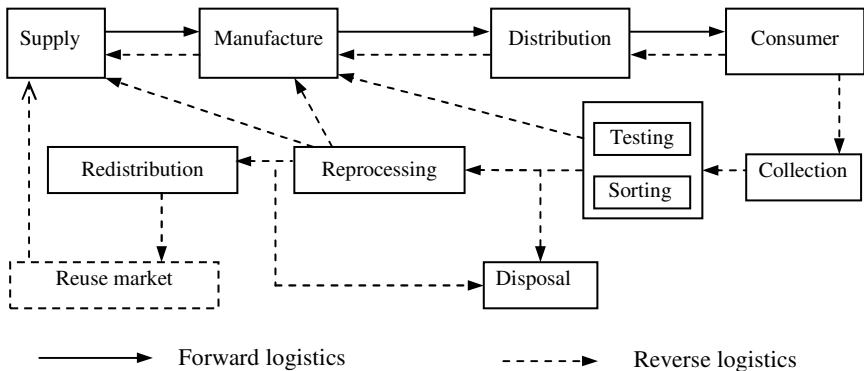 Supply
Manufacture
Distribution
Consumer
Testing
Redistribution
Reprocessing
Collection
Sorting
Reuse market
Disposal
Forward logistics
Reverse logistics